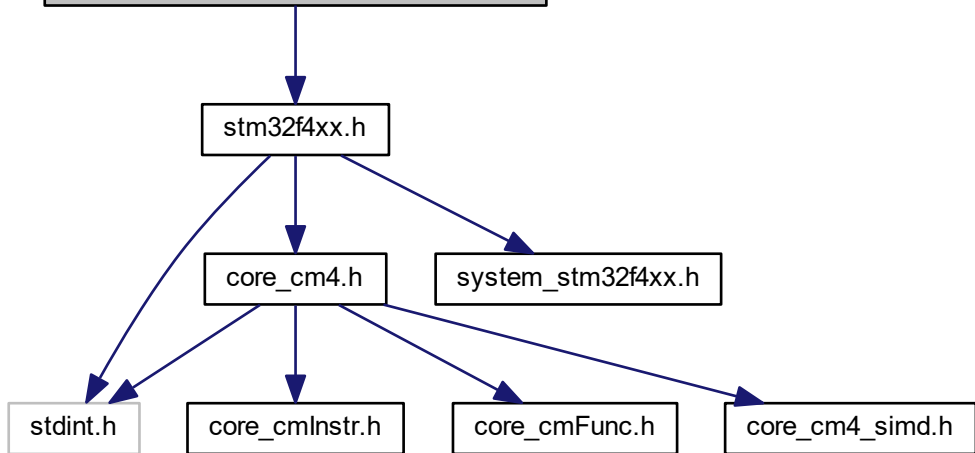 stm32f4xx.h
core_cm4.h
system_stm32f4xx.h
stdint.h
core_cmInstr.h
core_cmFunc.h
core_cm4_simd.h